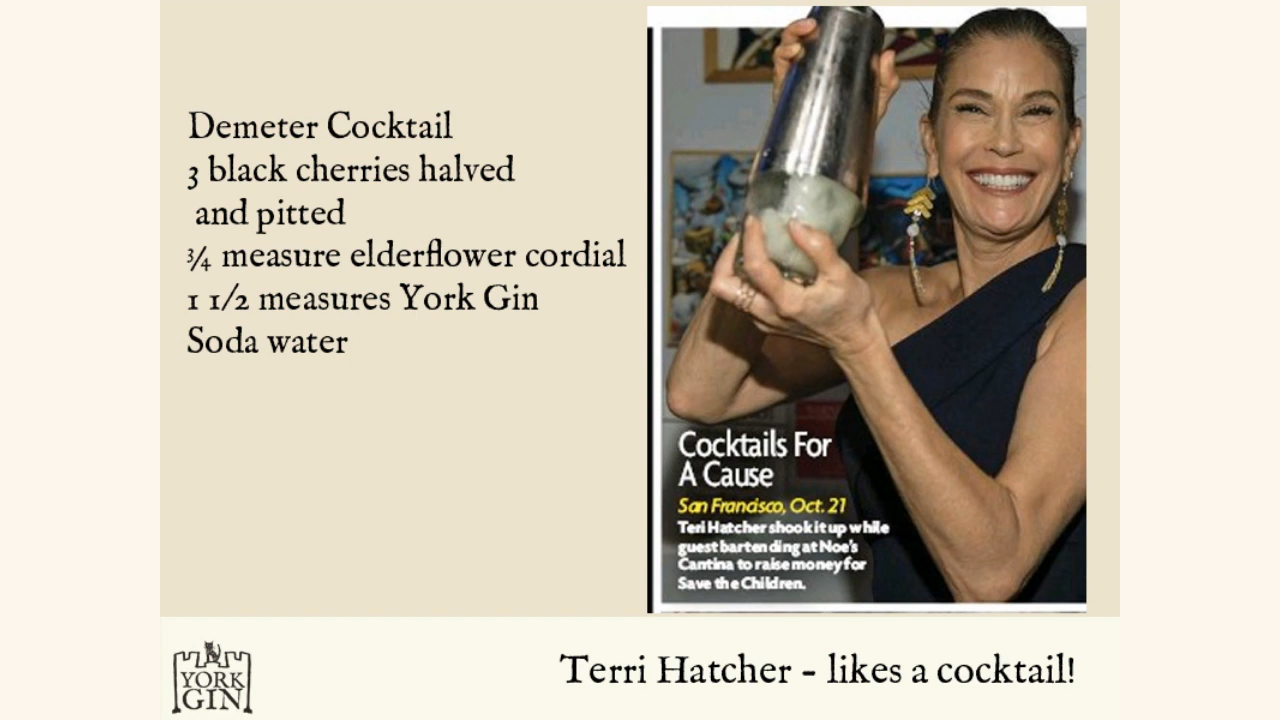 Demeter Cocktail
3 black cherries halved
and pitted
¾ measure elderflower cordial
1 1/2 measures York Gin
Soda water
Cocktails For
A Cause
San Francisco, Oct. 21
Teri Hatcher shook it up while
guest bartending at Noe's
Cantina to raise money for
Save the Children.
YORK
GIN
Terri Hatcher - likes a cocktail!